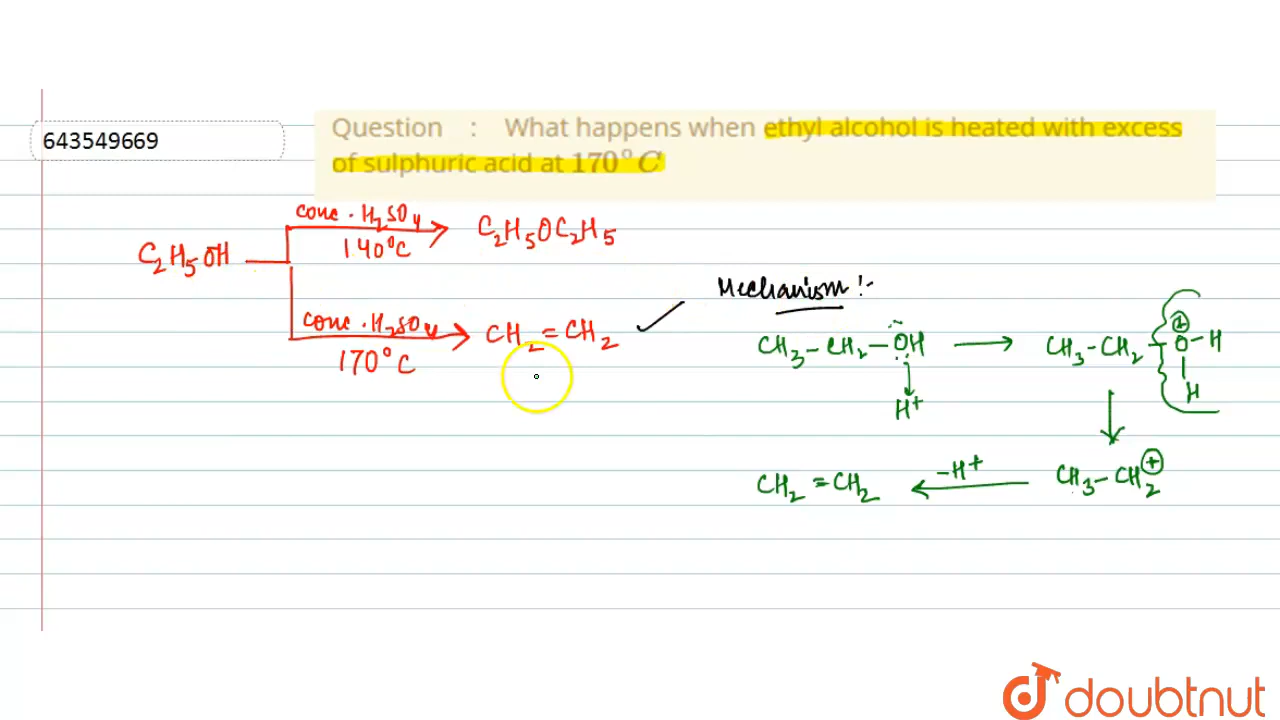 643549669
Question : What happens when ethyl alcohol is heated with excess
of sulphuric acid at 170° C
conc. H₂SO₄
C₂H₅OH
140°C
C₂H₅OC₂H₅
conc. H₂SO₄
170°C
CH₂=CH₂
Mechanism:-
CH₃-CH₂-ÖH
H⁺
CH₃-CH₂-O-H
+
H
CH₃-CH₂
+
-H⁺
CH₂=CH₂
doubtnut